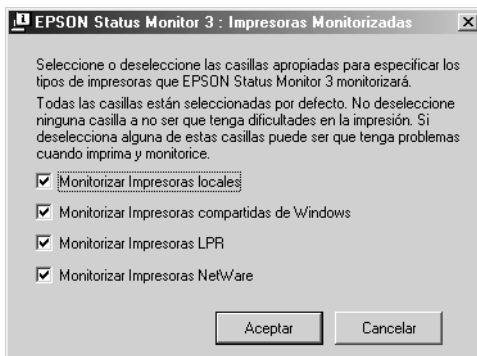 EPSON Status Monitor 3 : Impresoras Monitorizadas
Seleccione o deseleccione las casillas apropiadas para especificar los
tipos de impresoras que EPSON Status Monitor 3 monitorizará.
Todas las casillas están seleccionadas por defecto. No deseleccione
ninguna casilla a no ser que tenga dificultades en la impresión. Si
deselecciona alguna de estas casillas puede ser que tenga problemas
cuando imprima y monitorice.
Monitorizar Impresoras locales
Monitorizar Impresoras compartidas de Windows
Monitorizar Impresoras LPR
Monitorizar Impresoras NetWare
Aceptar Cancelar